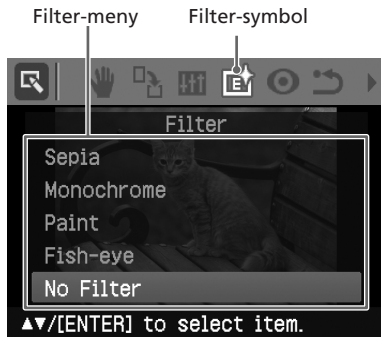 Filter-meny Filter-symbol
Filter
Sepia
Monochrome
Paint
Fish-eye
No Filter
▲▼/[ENTER] to select item.